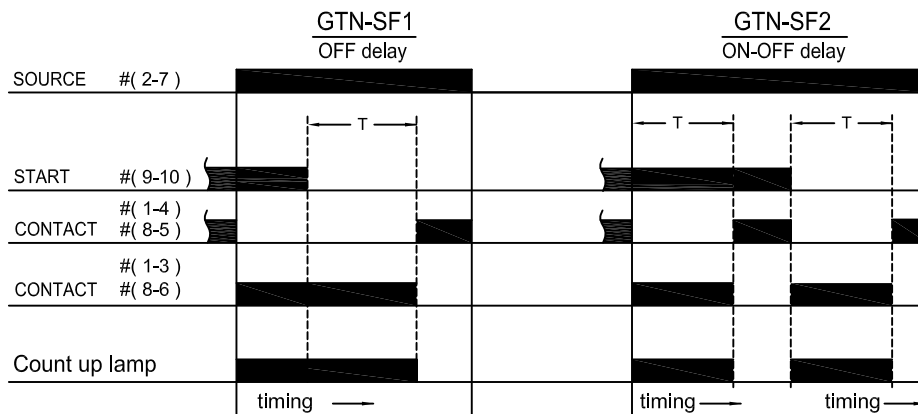 GTN-SF1 GTN-SF2
OFF delay ON-OFF delay
SOURCE #( 2-7 )
T T T
START #( 9-10 )
#( 1-4 )
CONTACT #( 8-5 )
#( 1-3 )
CONTACT #( 8-6 )
Count up lamp
timing timing timing